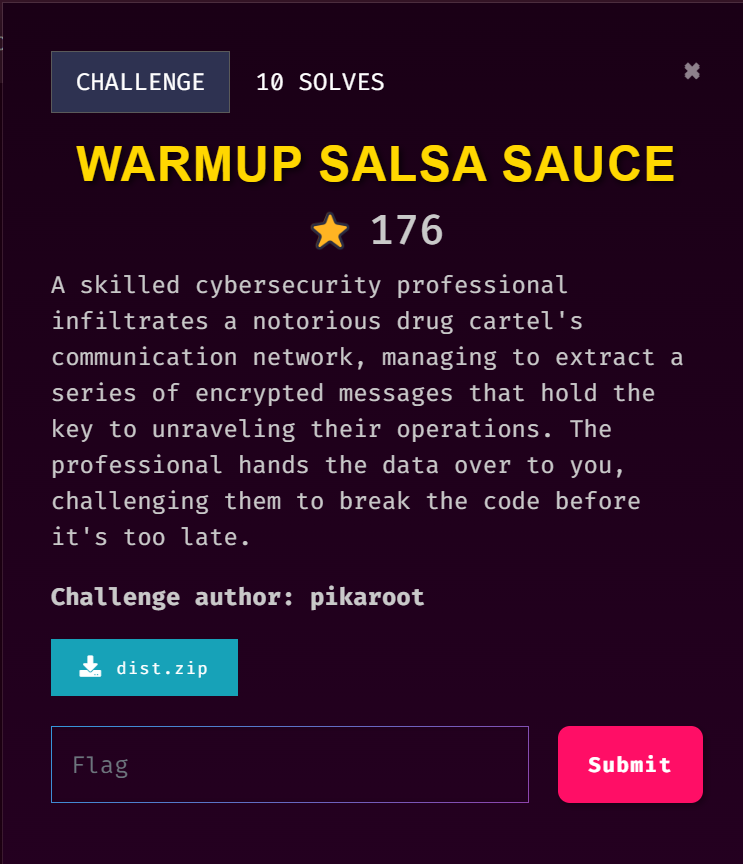 CHALLENGE 10 SOLVES ✖
WARMUP SALSA SAUCE
176
A skilled cybersecurity professional
infiltrates a notorious drug cartel's
communication network, managing to extract a
series of encrypted messages that hold the
key to unraveling their operations. The
professional hands the data over to you,
challenging them to break the code before
it's too late.
Challenge author: pikaroot
dist.zip
Flag Submit